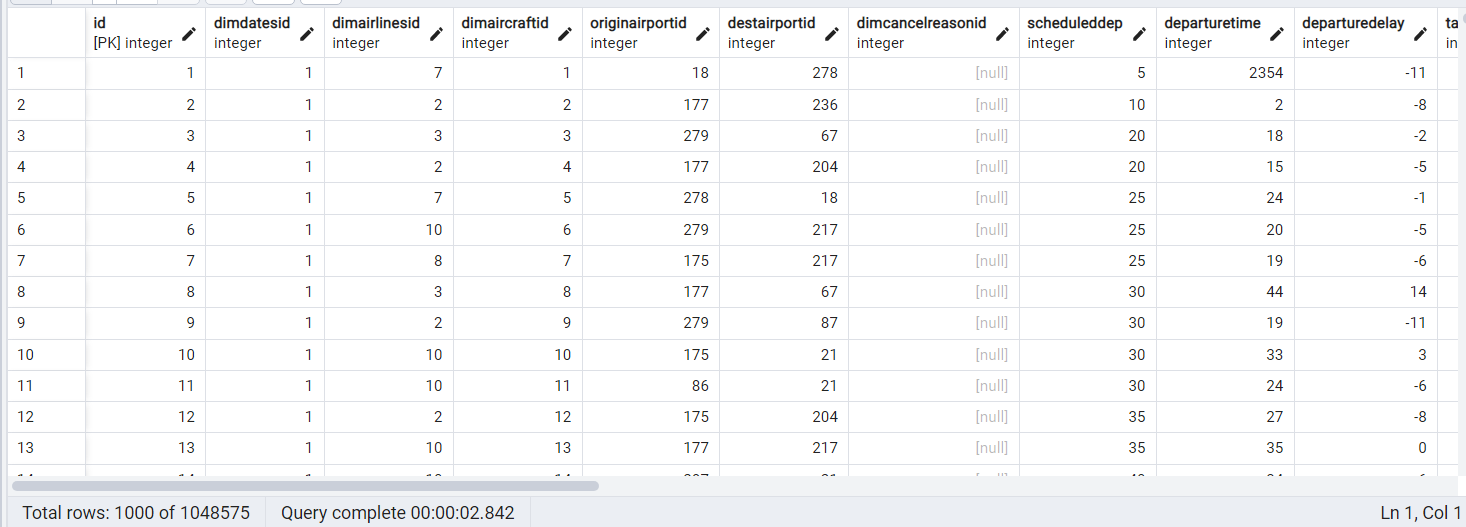 id dimdatesid dimairlinesid dimaircraftid originairportid destairportid dimcancelreasonid scheduleddep departuretime departuredelay ta
[PK] integer integer integer integer integer integer integer integer integer integer in
1 1 1 7 1 18 278 [null] 5 2354 -11
2 2 1 2 2 177 236 [null] 10 2 -8
3 3 1 3 3 279 67 [null] 20 18 -2
4 4 1 2 4 177 204 [null] 20 15 -5
5 5 1 7 5 278 18 [null] 25 24 -1
6 6 1 10 6 279 217 [null] 25 20 -5
7 7 1 8 7 175 217 [null] 25 19 -6
8 8 1 3 8 177 67 [null] 30 44 14
9 9 1 2 9 279 87 [null] 30 19 -11
10 10 1 10 10 175 21 [null] 30 33 3
11 11 1 10 11 86 21 [null] 30 24 -6
12 12 1 2 12 175 204 [null] 35 27 -8
13 13 1 10 13 177 217 [null] 35 35 0
Total rows: 1000 of 1048575 Query complete 00:00:02.842 Ln 1, Col 1